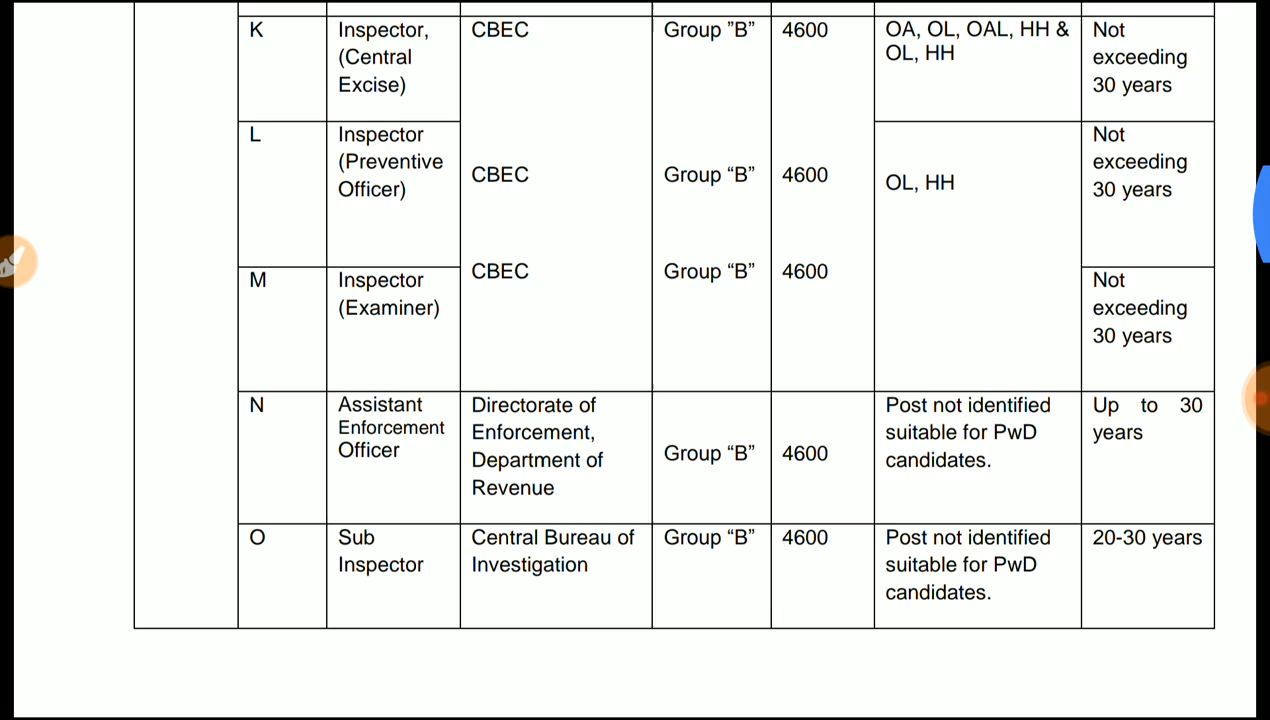 K Inspector, CBEC Group ”B” 4600 OA, OL, OAL, HH & Not
(Central OL, HH exceeding
Excise) 30 years
L Inspector Not
(Preventive CBEC Group “B” 4600 OL, HH exceeding
Officer) 30 years
M Inspector CBEC Group “B” 4600 Not
(Examiner) exceeding
30 years
N Assistant Directorate of Post not identified Up to 30
Enforcement Enforcement, Group “B” 4600 suitable for PwD years
Officer Department of candidates.
Revenue
O Sub Central Bureau of Group “B” 4600 Post not identified 20-30 years
Inspector Investigation suitable for PwD
candidates.